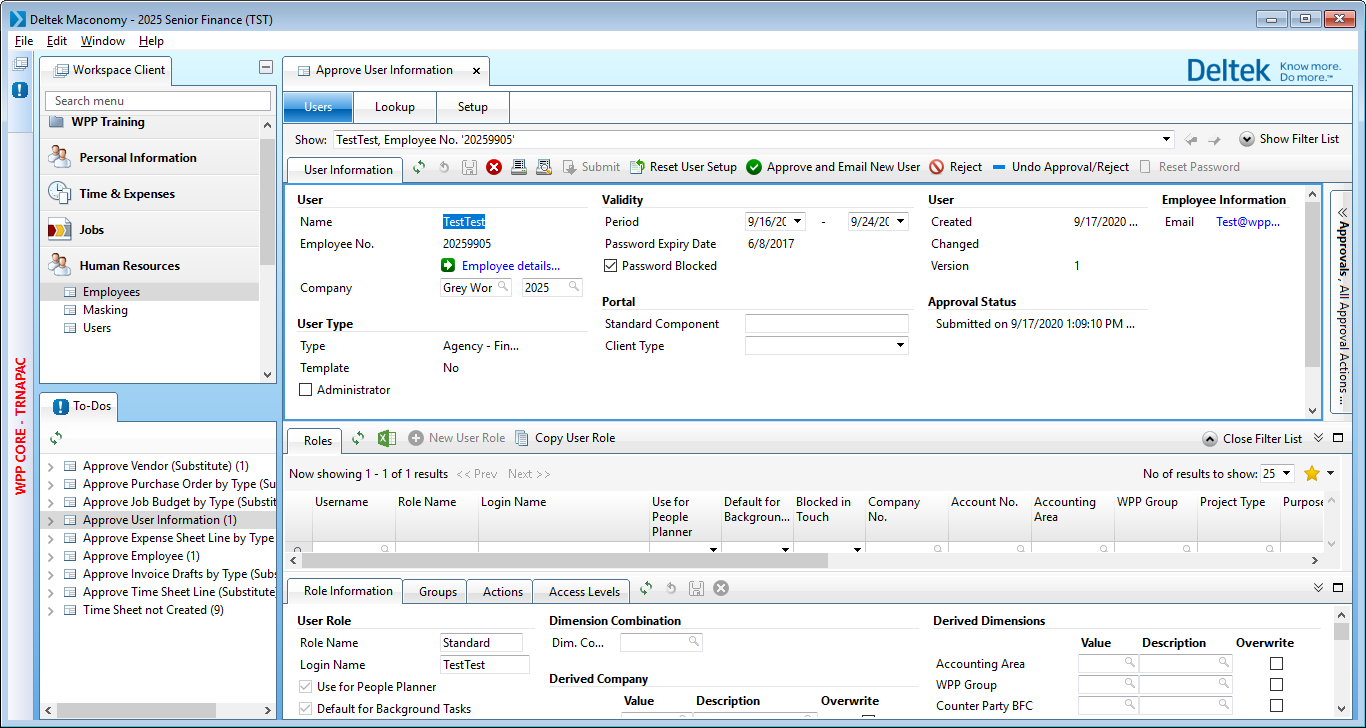 Deltek Maconomy - 2025 Senior Finance (TST)
File Edit Window Help
Workspace Client
Search menu
WPP Training
Personal Information
Time & Expenses
Jobs
Human Resources
Employees
Masking
Users
WPP CORE - TRNAPAC
To-Dos
Approve Vendor (Substitute) (1)
Approve Purchase Order by Type (Su
Approve Job Budget by Type (Substit
Approve User Information (1)
Approve Expense Sheet Line by Type
Approve Employee (1)
Approve Invoice Drafts by Type (Subs
Approve Time Sheet Line (Substitute
Time Sheet not Created (9)
Approve User Information
Deltek Know more. Do more.™
Users Lookup Setup
Show: TestTest, Employee No. '20259905' Show Filter List
User Information Submit Reset User Setup Approve and Email New User Reject Undo Approval/Reject Reset Password
User
Name TestTest
Employee No. 20259905
Employee details...
Company Grey Wor 2025
User Type
Type Agency - Fin...
Template No
Administrator
Validity
Period 9/16/20 - 9/24/20
Password Expiry Date 6/8/2017
Password Blocked
Portal
Standard Component
Client Type
User
Created 9/17/2020 ...
Changed
Version 1
Approval Status
Submitted on 9/17/2020 1:09:10 PM ...
Employee Information
Email Test@wpp...
Approvals, All Approval Actions ...
Roles New User Role Copy User Role Close Filter List
Now showing 1 - 1 of 1 results << Prev Next >> No of results to show: 25
Username Role Name Login Name Use for People Planner Default for Backgroun... Blocked in Touch Company No. Account No. Accounting Area WPP Group Project Type Purpose
Role Information Groups Actions Access Levels
User Role
Role Name Standard
Login Name TestTest
Use for People Planner
Default for Background Tasks
Dimension Combination
Dim. Co...
Derived Company
Value Description Overwrite
Derived Dimensions
Value Description Overwrite
Accounting Area
WPP Group
Counter Party BFC